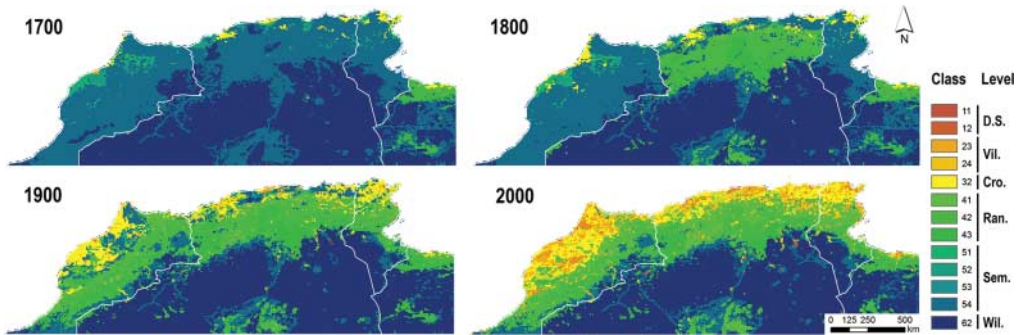 1700
1800
N
Class Level
11
12
D.S.
23
24
Vil.
32
Cro.
41
42
43
Ran.
51
52
53
54
Sem.
62
Wil.
1900
2000
0 125 250 500
km